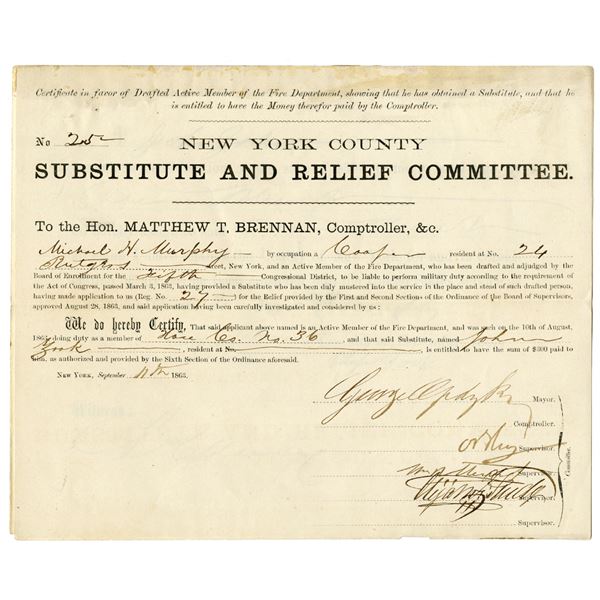 Certificate in favor of Drafted Active Member of the Fire Department, showing that he has obtained a Substitute, and that he
is entitled to have the Money therefor paid by the Comptroller.
No 25
NEW YORK COUNTY
SUBSTITUTE AND RELIEF COMMITTEE.
To the Hon. MATTHEW T. BRENNAN, Comptroller, &c.
Michael H. Murphy by occupation a Cooper resident at No. 24
Rutgers Street, New York, and an Active Member of the Fire Department, who has been drafted and adjudged by the
Board of Enrollment for the Fifth Congressional District, to be liable to perform military duty according to the requirement of
the Act of Congress, passed March 3, 1863, having provided a Substitute who has been duly mustered into the service in the place and stead of such drafted person,
having made application to us (Reg. No. 27 for the Relief provided by the First and Second Sections of the Ordinance of the Board of Supervisors,
approved August 28, 1863, and said application having been carefully investigated and considered by us :
We do hereby Certify, That said applicant above named is an Active Member of the Fire Department, and was such on the 10th of August,
1863, doing duty as a member of Hose Co. No. 36 and that said Substitute, named John
York , resident at No. , is entitled to have the sum of $300 paid to
him, as authorized and provided by the Sixth Section of the Ordinance aforesaid.
New York, September 11th 1863.
George Opdyke Mayor.
Comptroller.
Supervisor.
Supervisor.
Supervisor.
Committee.